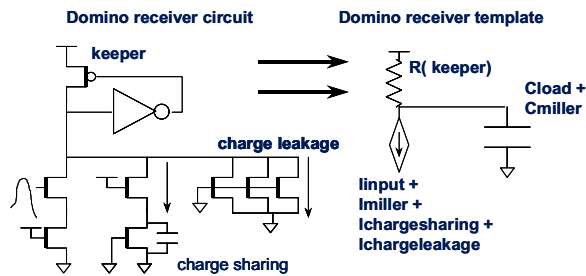 Domino receiver circuit
Domino receiver template
keeper
R( keeper)
Cload +
Cmiller
charge leakage
Iinput +
Imiller +
Ichargesharing +
Ichargeleakage
charge sharing